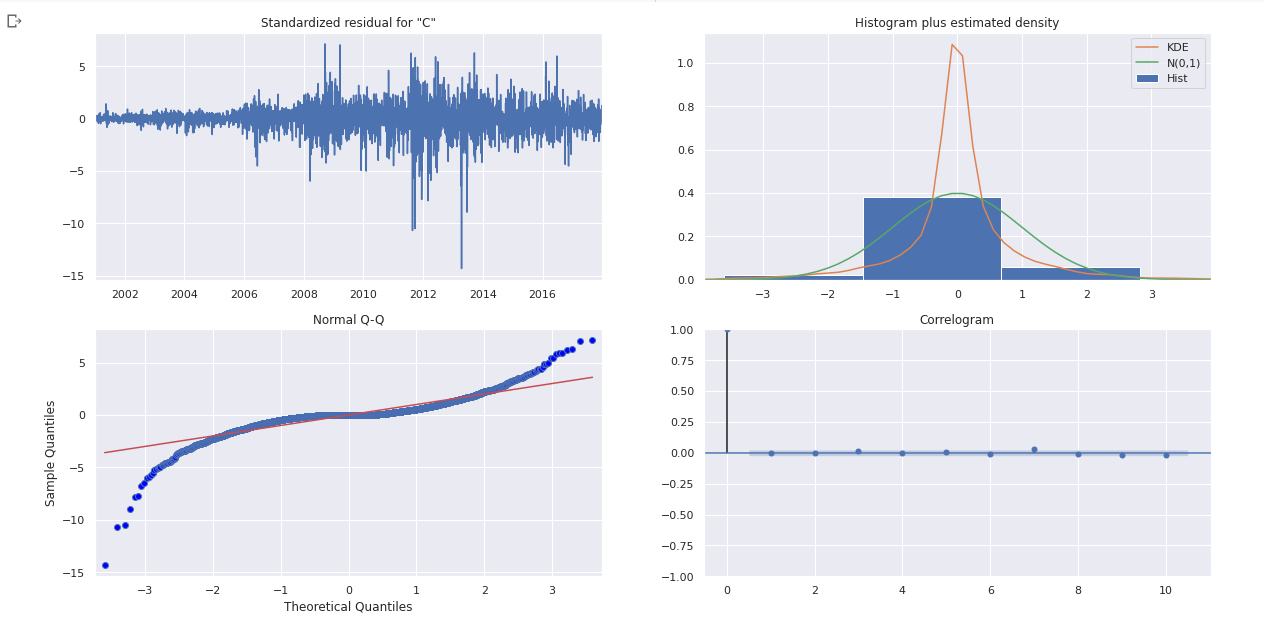 Standardized residual for "C"
5
0
−5
−10
−15
2002 2004 2006 2008 2010 2012 2014 2016
Histogram plus estimated density
KDE
N(0,1)
Hist
1.0
0.8
0.6
0.4
0.2
0.0
−3 −2 −1 0 1 2 3
Normal Q-Q
Sample Quantiles
5
0
−5
−10
−15
−3 −2 −1 0 1 2 3
Theoretical Quantiles
Correlogram
1.00
0.75
0.50
0.25
0.00
−0.25
−0.50
−0.75
−1.00
0 2 4 6 8 10